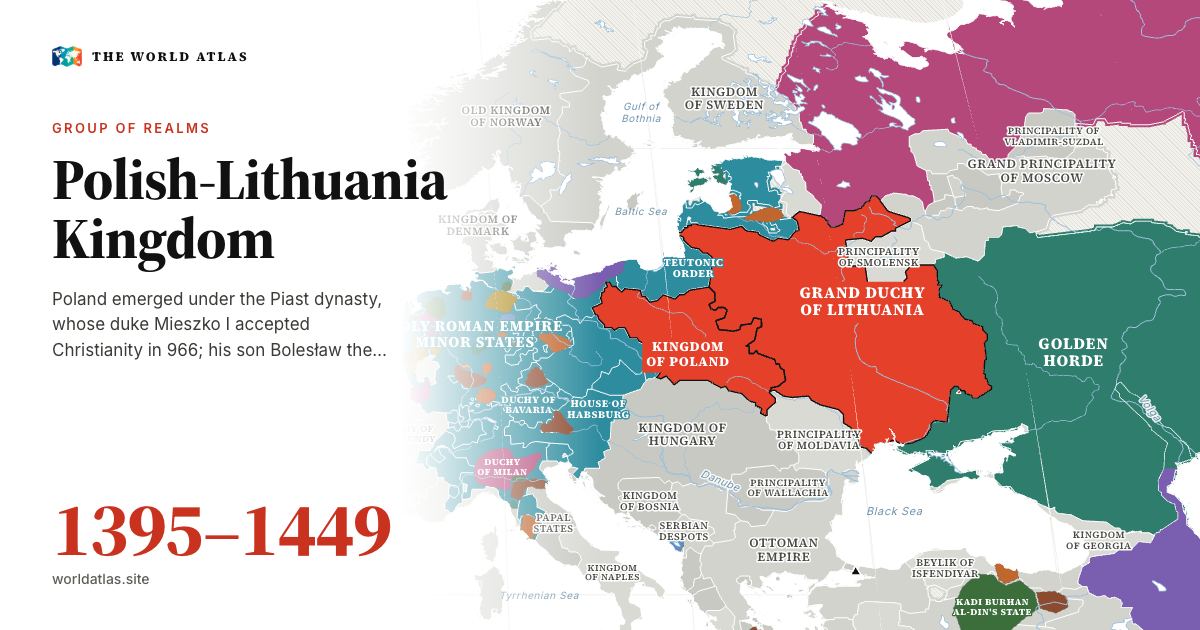 THE WORLD ATLAS
GROUP OF REALMS
Polish-Lithuania
Kingdom
Poland emerged under the Piast dynasty,
whose duke Mieszko I accepted
Christianity in 966; his son Bolesław the...
1395–1449
worldatlas.site
OLD KINGDOM
OF NORWAY
Gulf of
Bothnia
KINGDOM
OF SWEDEN
PRINCIPALITY OF
VLADIMIR-SUZDAL
GRAND PRINCIPALITY
OF MOSCOW
KINGDOM OF
DENMARK
Baltic Sea
TEUTONIC
ORDER
PRINCIPALITY
OF SMOLENSK
GRAND DUCHY
OF LITHUANIA
OLY ROMAN EMPIRE
MINOR STATES
KINGDOM
OF POLAND
GOLDEN
HORDE
DUCHY OF
BAVARIA
HOUSE OF
HABSBURG
Volga
KINGDOM OF
HUNGARY
PRINCIPALITY
OF MOLDAVIA
DUCHY
OF MILAN
Danube
PRINCIPALITY
OF WALLACHIA
KINGDOM
OF BOSNIA
Black Sea
PAPAL
STATES
SERBIAN
DESPOTS
OTTOMAN
EMPIRE
KINGDOM
OF GEORGIA
KINGDOM
OF NAPLES
BEYLIK OF
ISFENDIYAR
Tyrrhenian Sea
KADI BURHAN
AL-DIN'S STATE